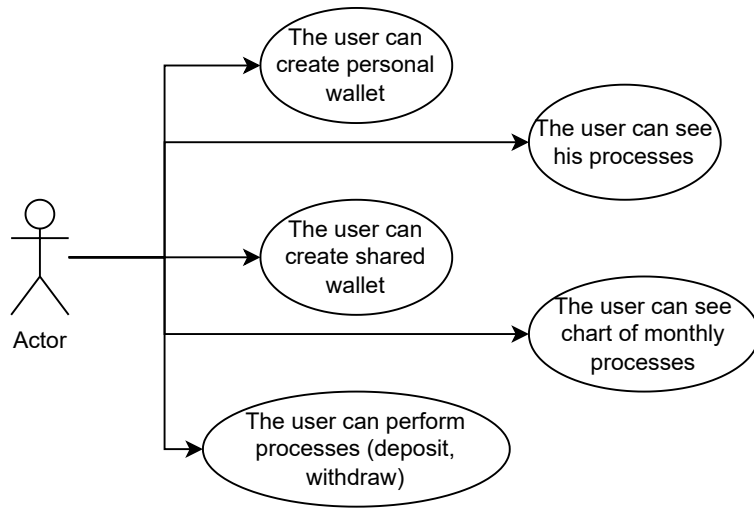 The user can
create personal
wallet
The user can see
his processes
The user can
create shared
wallet
Actor
The user can see
chart of monthly
processes
The user can perform
processes (deposit,
withdraw)